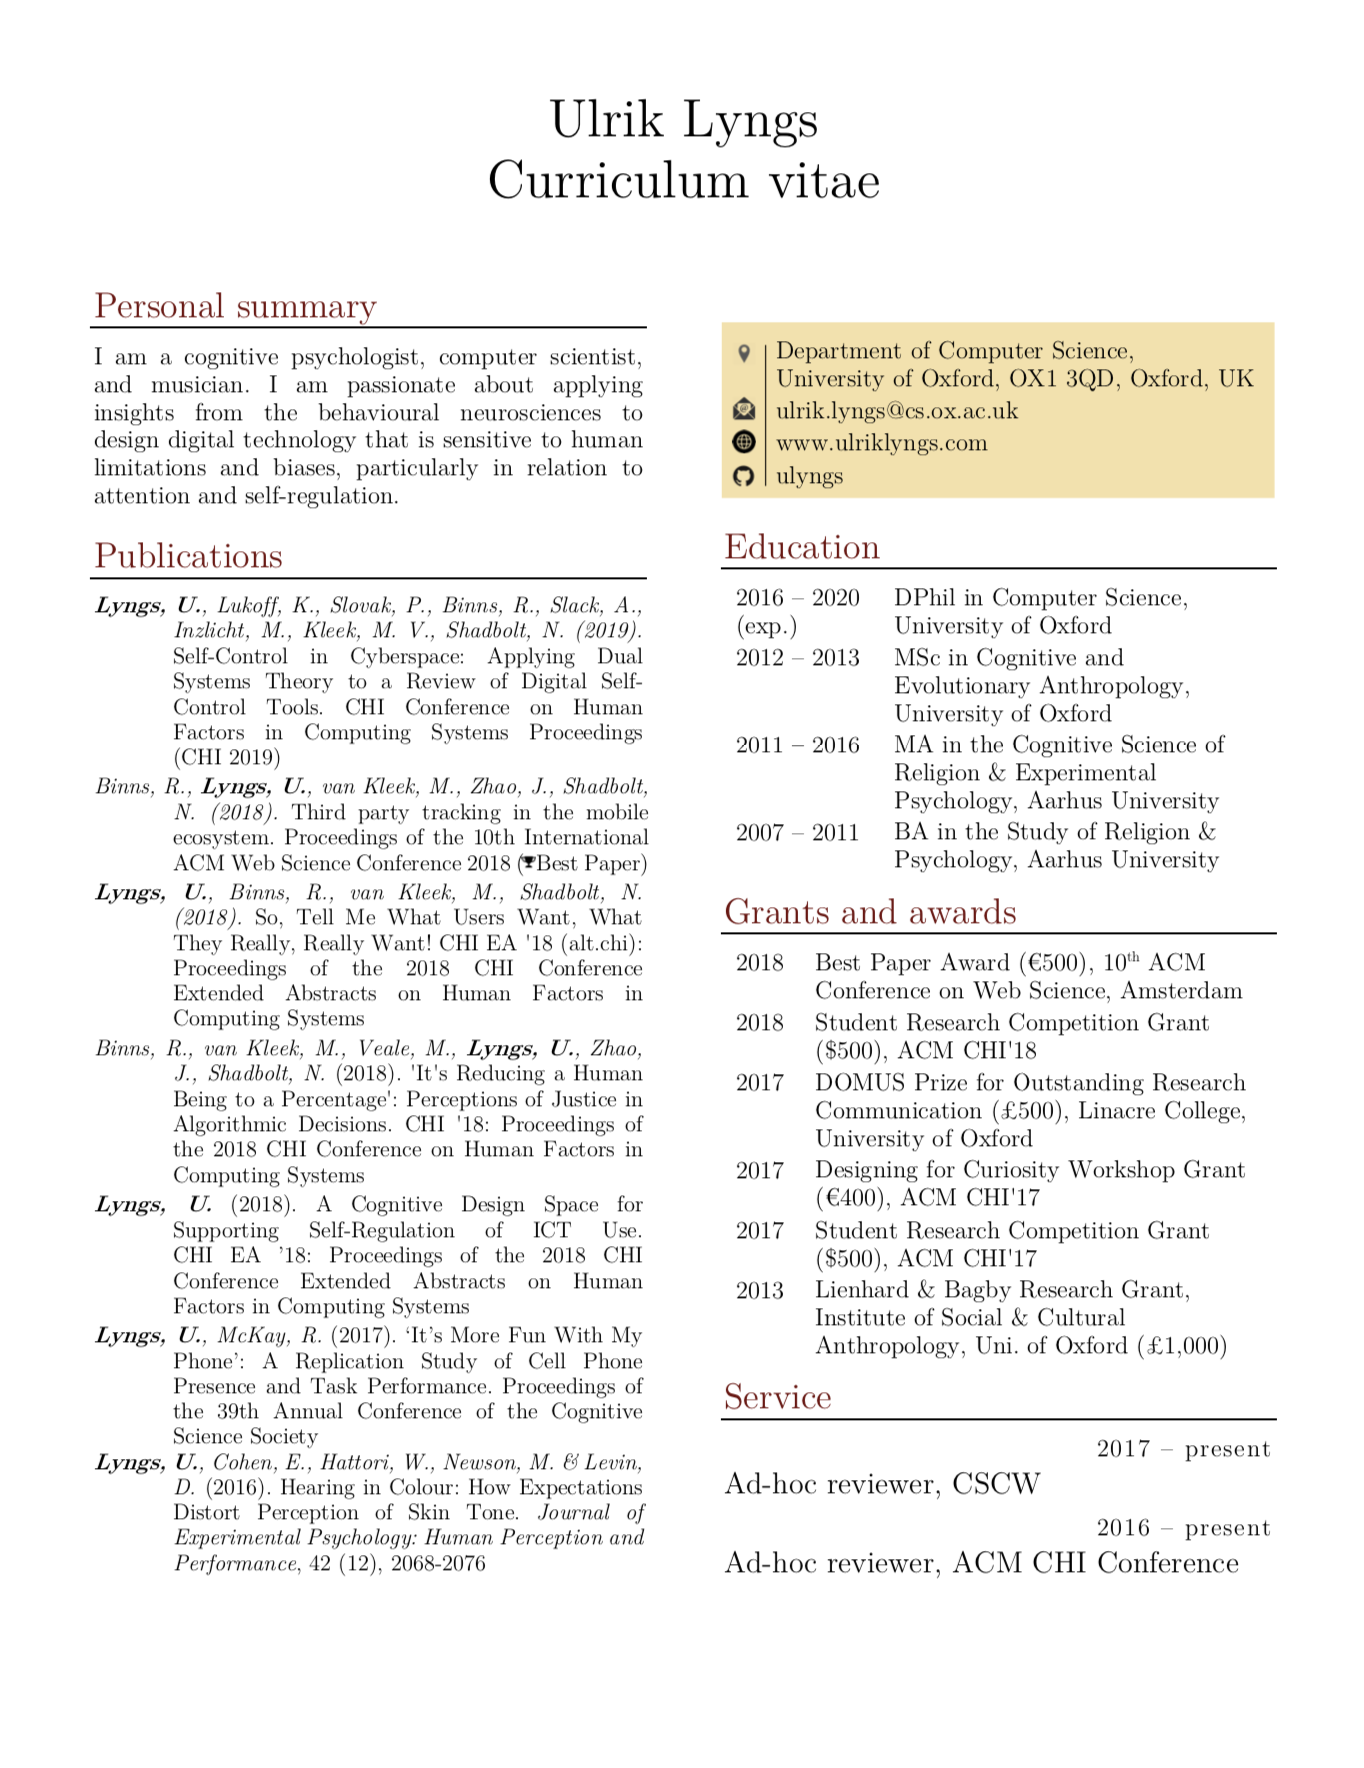 Ulrik Lyngs
Curriculum vitae
Personal summary
I am a cognitive psychologist, computer scientist,
and musician. I am passionate about applying
insights from the behavioural neurosciences to
design digital technology that is sensitive to human
limitations and biases, particularly in relation to
attention and self-regulation.
Publications
Lyngs, U., Lukoff, K., Slovak, P., Binns, R., Slack, A.,
Inzlicht, M., Kleek, M. V., Shadbolt, N. (2019).
Self-Control in Cyberspace: Applying Dual
Systems Theory to a Review of Digital Self-
Control Tools. CHI Conference on Human
Factors in Computing Systems Proceedings
(CHI 2019)
Binns, R., Lyngs, U., van Kleek, M., Zhao, J., Shadbolt,
N. (2018). Third party tracking in the mobile
ecosystem. Proceedings of the 10th International
ACM Web Science Conference 2018 (🏆Best Paper)
Lyngs, U., Binns, R., van Kleek, M., Shadbolt, N.
(2018). So, Tell Me What Users Want, What
They Really, Really Want! CHI EA '18 (alt.chi):
Proceedings of the 2018 CHI Conference
Extended Abstracts on Human Factors in
Computing Systems
Binns, R., van Kleek, M., Veale, M., Lyngs, U., Zhao,
J., Shadbolt, N. (2018). 'It's Reducing a Human
Being to a Percentage': Perceptions of Justice in
Algorithmic Decisions. CHI '18: Proceedings of
the 2018 CHI Conference on Human Factors in
Computing Systems
Lyngs, U. (2018). A Cognitive Design Space for
Supporting Self-Regulation of ICT Use.
CHI EA ’18: Proceedings of the 2018 CHI
Conference Extended Abstracts on Human
Factors in Computing Systems
Lyngs, U., McKay, R. (2017). ‘It’s More Fun With My
Phone’: A Replication Study of Cell Phone
Presence and Task Performance. Proceedings of
the 39th Annual Conference of the Cognitive
Science Society
Lyngs, U., Cohen, E., Hattori, W., Newson, M. & Levin,
D. (2016). Hearing in Colour: How Expectations
Distort Perception of Skin Tone. Journal of
Experimental Psychology: Human Perception and
Performance, 42 (12), 2068-2076
Department of Computer Science,
University of Oxford, OX1 3QD, Oxford, UK
ulrik.lyngs@cs.ox.ac.uk
www.ulriklyngs.com
ulyngs
Education
2016 – 2020 DPhil in Computer Science,
(exp.) University of Oxford
2012 – 2013 MSc in Cognitive and
Evolutionary Anthropology,
University of Oxford
2011 – 2016 MA in the Cognitive Science of
Religion & Experimental
Psychology, Aarhus University
2007 – 2011 BA in the Study of Religion &
Psychology, Aarhus University
Grants and awards
2018 Best Paper Award (€500), 10th ACM
Conference on Web Science, Amsterdam
2018 Student Research Competition Grant
($500), ACM CHI'18
2017 DOMUS Prize for Outstanding Research
Communication (£500), Linacre College,
University of Oxford
2017 Designing for Curiosity Workshop Grant
(€400), ACM CHI'17
2017 Student Research Competition Grant
($500), ACM CHI'17
2013 Lienhard & Bagby Research Grant,
Institute of Social & Cultural
Anthropology, Uni. of Oxford (£1,000)
Service
2017 – present
Ad-hoc reviewer, CSCW
2016 – present
Ad-hoc reviewer, ACM CHI Conference